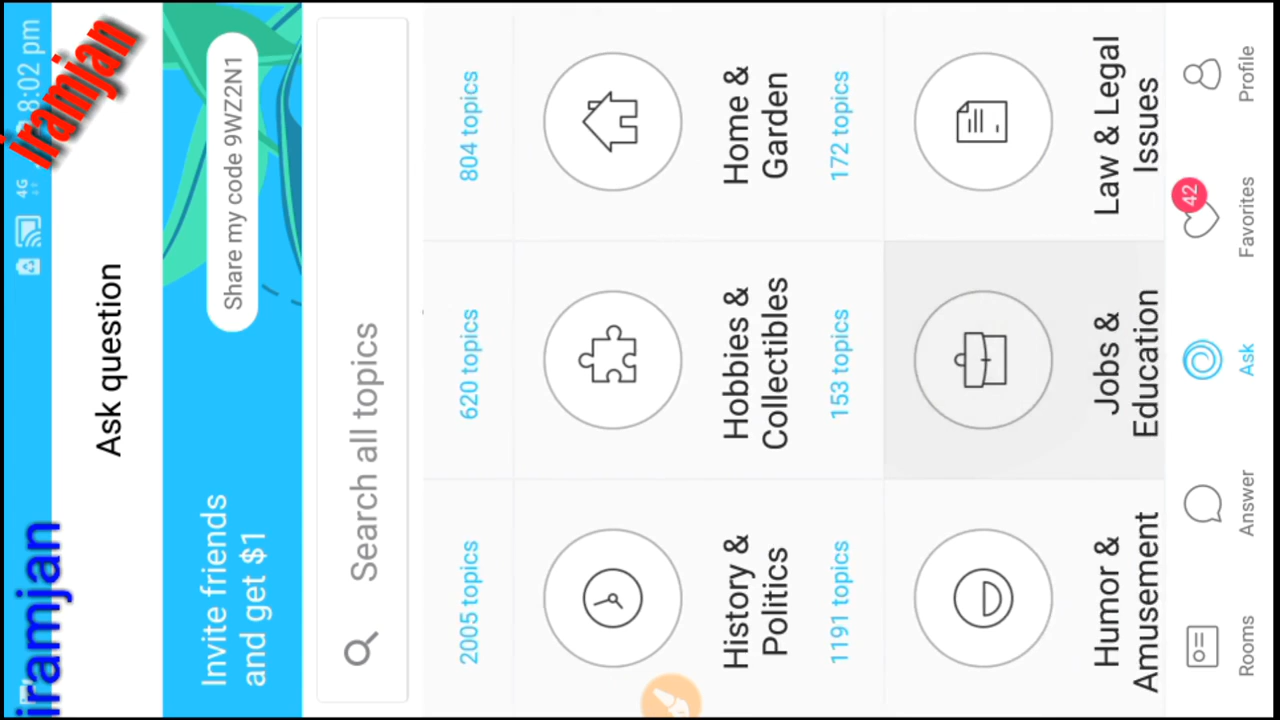 iramjan
iramjan
4G
8:02 pm
Ask question
Invite friends
and get $1
Share my code 9WZ2N1
Search all topics
2005 topics
620 topics
804 topics
History &
Politics
1191 topics
Hobbies &
Collectibles
153 topics
Home &
Garden
172 topics
Humor &
Amusement
Jobs &
Education
Law & Legal
Issues
Rooms
Answer
Ask
42
Favorites
Profile